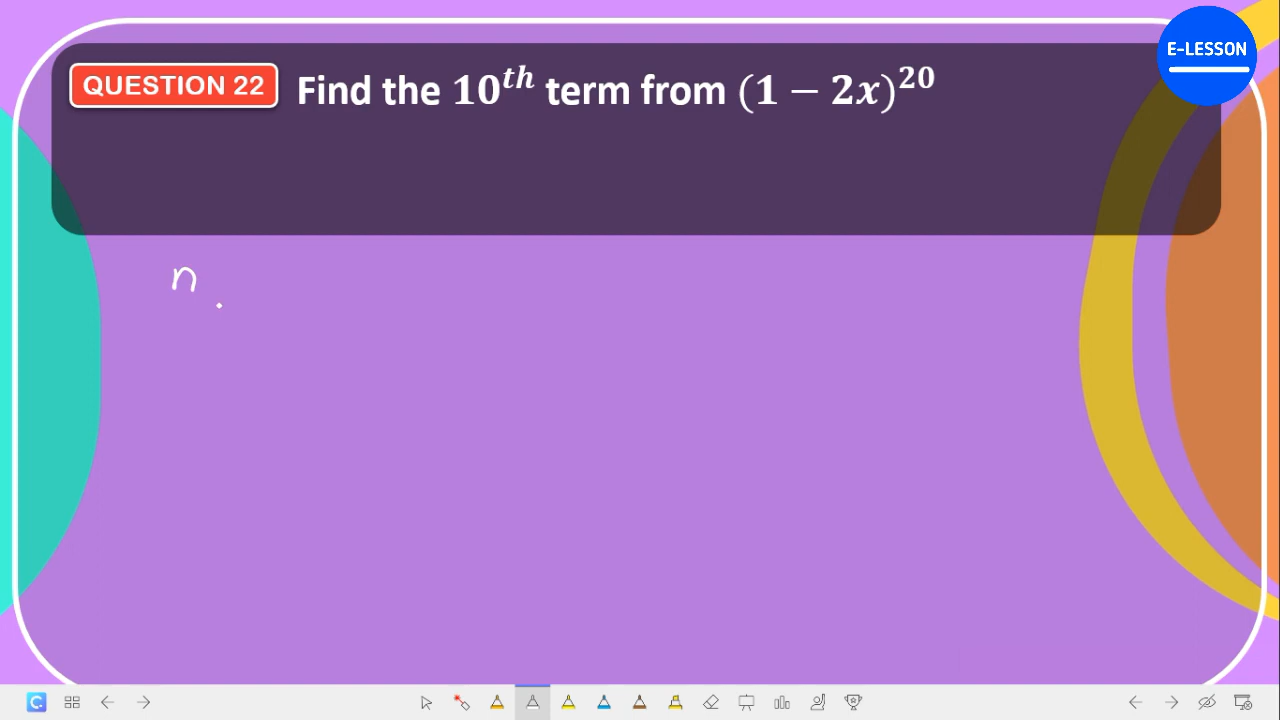 E-LESSON
QUESTION 22 Find the 10^{th} term from (1 − 2x)^{20}
n .